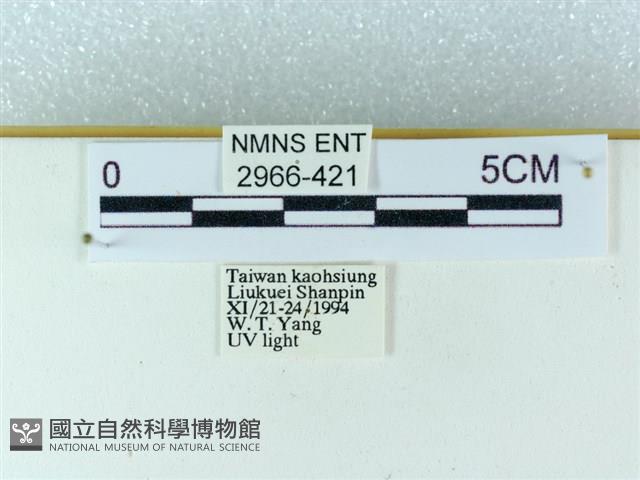 NMNS ENT
2966-421
0 5CM
Taiwan kaohsiung
Liukuei Shanpin
XI/21-24/1994
W. T. Yang
UV light
國立自然科學博物館
NATIONAL MUSEUM OF NATURAL SCIENCE